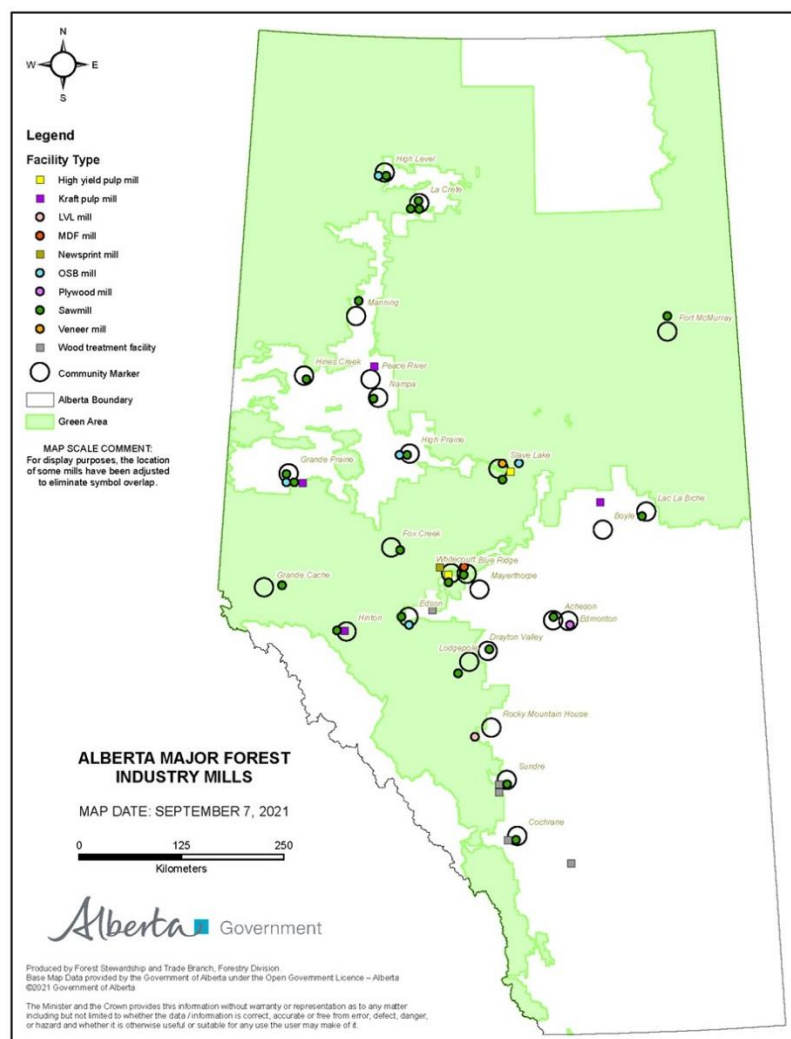 N
W E
S
Legend
Facility Type
High yield pulp mill
Kraft pulp mill
LVL mill
MDF mill
Newsprint mill
OSB mill
Plywood mill
Sawmill
Veneer mill
Wood treatment facility
Community Marker
Alberta Boundary
Green Area
MAP SCALE COMMENT:
For display purposes, the location
of some mills have been adjusted
to eliminate symbol overlap.
High Level
La Crete
Manning
Fort McMurray
Hines Creek
Peace River
Nampa
High Prairie
Slave Lake
Grande Prairie
Lac La Biche
Boyle
Fox Creek
Whitecourt
Blue Ridge
Mayerthorpe
Grande Cache
Edson
Acheson
Edmonton
Hinton
Drayton Valley
Lodgepole
Rocky Mountain House
Sundre
Cochrane
ALBERTA MAJOR FOREST
INDUSTRY MILLS
MAP DATE: SEPTEMBER 7, 2021
0 125 250
Kilometers
Alberta Government
Produced by Forest Stewardship and Trade Branch, Forestry Division.
Base Map Data provided by the Government of Alberta under the Open Government Licence – Alberta
©2021 Government of Alberta
The Minister and the Crown provides this information without warranty or representation as to any matter
including but not limited to whether the data / information is correct, accurate or free from error, defect, danger,
or hazard and whether it is otherwise useful or suitable for any use the user may make of it.